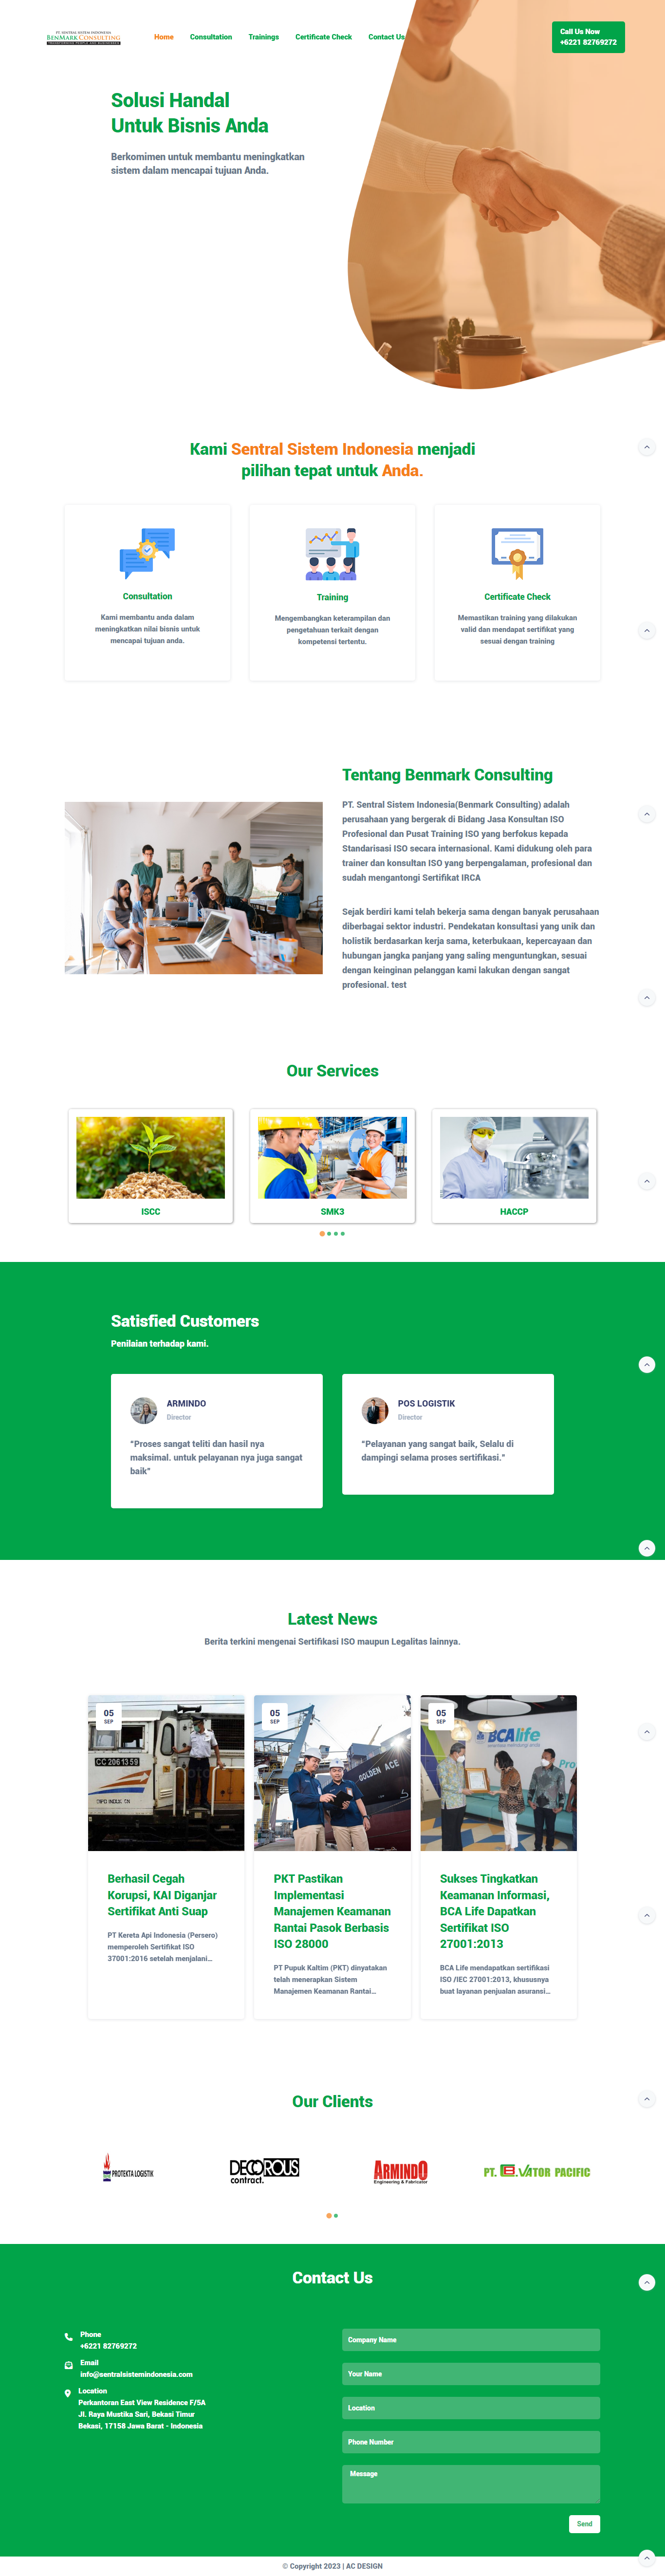 PT. SENTRAL SISTEM INDONESIA
BENMARK CONSULTING
Home
Consultation
Trainings
Certificate Check
Contact Us
Call Us Now
+6221 82769272
Solusi Handal
Untuk Bisnis Anda
Berkomimen untuk membantu meningkatkan
sistem dalam mencapai tujuan Anda.
Kami Sentral Sistem Indonesia menjadi
pilihan tepat untuk Anda.
Consultation
Kami membantu anda dalam
meningkatkan nilai bisnis untuk
mencapai tujuan anda.
Training
Mengembangkan keterampilan dan
pengetahuan terkait dengan
kompetensi tertentu.
Certificate Check
Memastikan training yang dilakukan
valid dan mendapat sertifikat yang
sesuai dengan training
Tentang Benmark Consulting
PT. Sentral Sistem Indonesia(Benmark Consulting) adalah
perusahaan yang bergerak di Bidang Jasa Konsultan ISO
Profesional dan Pusat Training ISO yang berfokus kepada
Standarisasi ISO secara internasional. Kami didukung oleh para
trainer dan konsultan ISO yang berpengalaman, profesional dan
sudah mengantongi Sertifikat IRCA
Sejak berdiri kami telah bekerja sama dengan banyak perusahaan
diberbagai sektor industri. Pendekatan konsultasi yang unik dan
holistik berdasarkan kerja sama, keterbukaan, kepercayaan dan
hubungan jangka panjang yang saling menguntungkan, sesuai
dengan keinginan pelanggan kami lakukan dengan sangat
profesional. test
Our Services
ISCC
SMK3
HACCP
Satisfied Customers
Penilaian terhadap kami.
ARMINDO
Director
“Proses sangat teliti dan hasil nya
maksimal. untuk pelayanan nya juga sangat
baik”
POS LOGISTIK
Director
“Pelayanan yang sangat baik, Selalu di
dampingi selama proses sertifikasi.”
Latest News
Berita terkini mengenai Sertifikasi ISO maupun Legalitas lainnya.
05
SEP
CC 206 13 59
Berhasil Cegah
Korupsi, KAI Diganjar
Sertifikat Anti Suap
PT Kereta Api Indonesia (Persero)
memperoleh Sertifikat ISO
37001:2016 setelah menjalani...
05
SEP
GOLDEN ACE
PKT Pastikan
Implementasi
Manajemen Keamanan
Rantai Pasok Berbasis
ISO 28000
PT Pupuk Kaltim (PKT) dinyatakan
telah menerapkan Sistem
Manajemen Keamanan Rantai...
05
SEP
BCAlife
Sukses Tingkatkan
Keamanan Informasi,
BCA Life Dapatkan
Sertifikat ISO
27001:2013
BCA Life mendapatkan sertifikasi
ISO /IEC 27001:2013, khususnya
buat layanan penjualan asuransi...
Our Clients
PROTEKTA LOGISTIK
DECOROUS
contract.
ARMINDO
Engineering & Fabricator
PT. E.VATOR PACIFIC
Contact Us
Phone
+6221 82769272
Email
info@sentralsistemindonesia.com
Location
Perkantoran East View Residence F/5A
Jl. Raya Mustika Sari, Bekasi Timur
Bekasi, 17158 Jawa Barat - Indonesia
Company Name
Your Name
Location
Phone Number
Message
Send
© Copyright 2023 | AC DESIGN